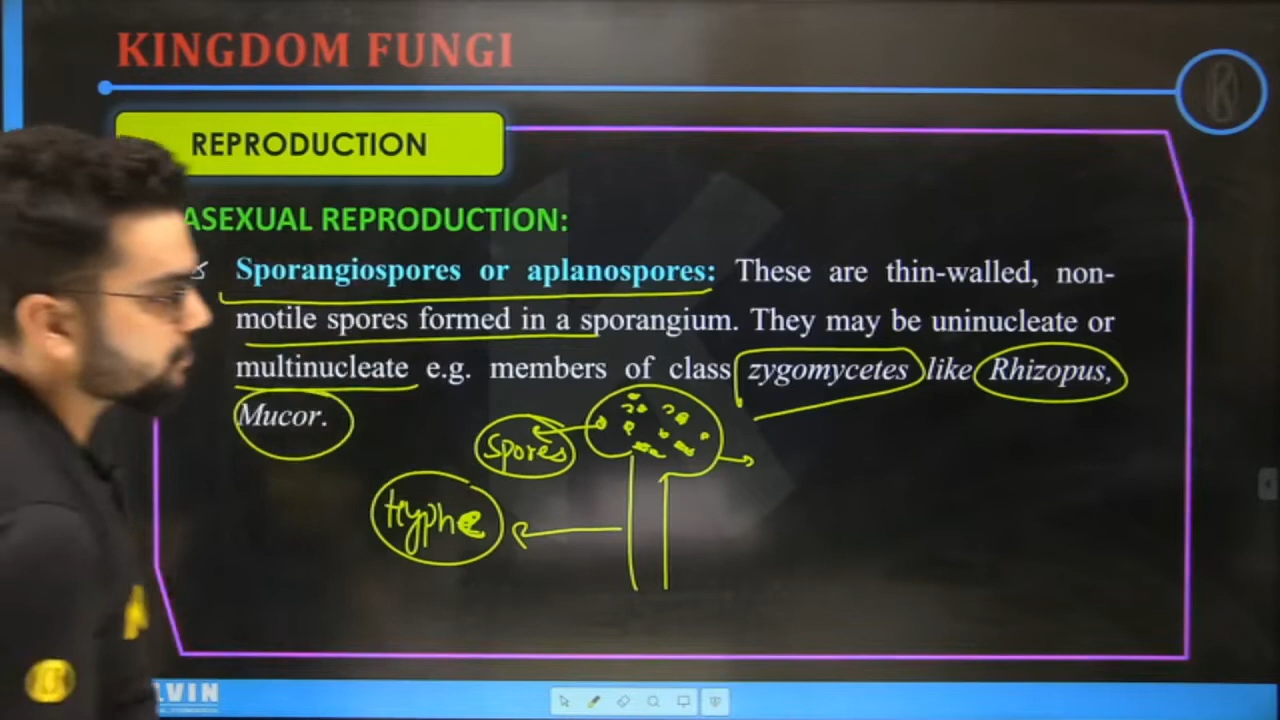 KINGDOM FUNGI
REPRODUCTION
ASEXUAL REPRODUCTION:
Sporangiospores or aplanospores: These are thin-walled, non-
motile spores formed in a sporangium. They may be uninucleate or
multinucleate e.g. members of class zygomycetes like Rhizopus,
Mucor.
Spores
Hyphe
LVIN